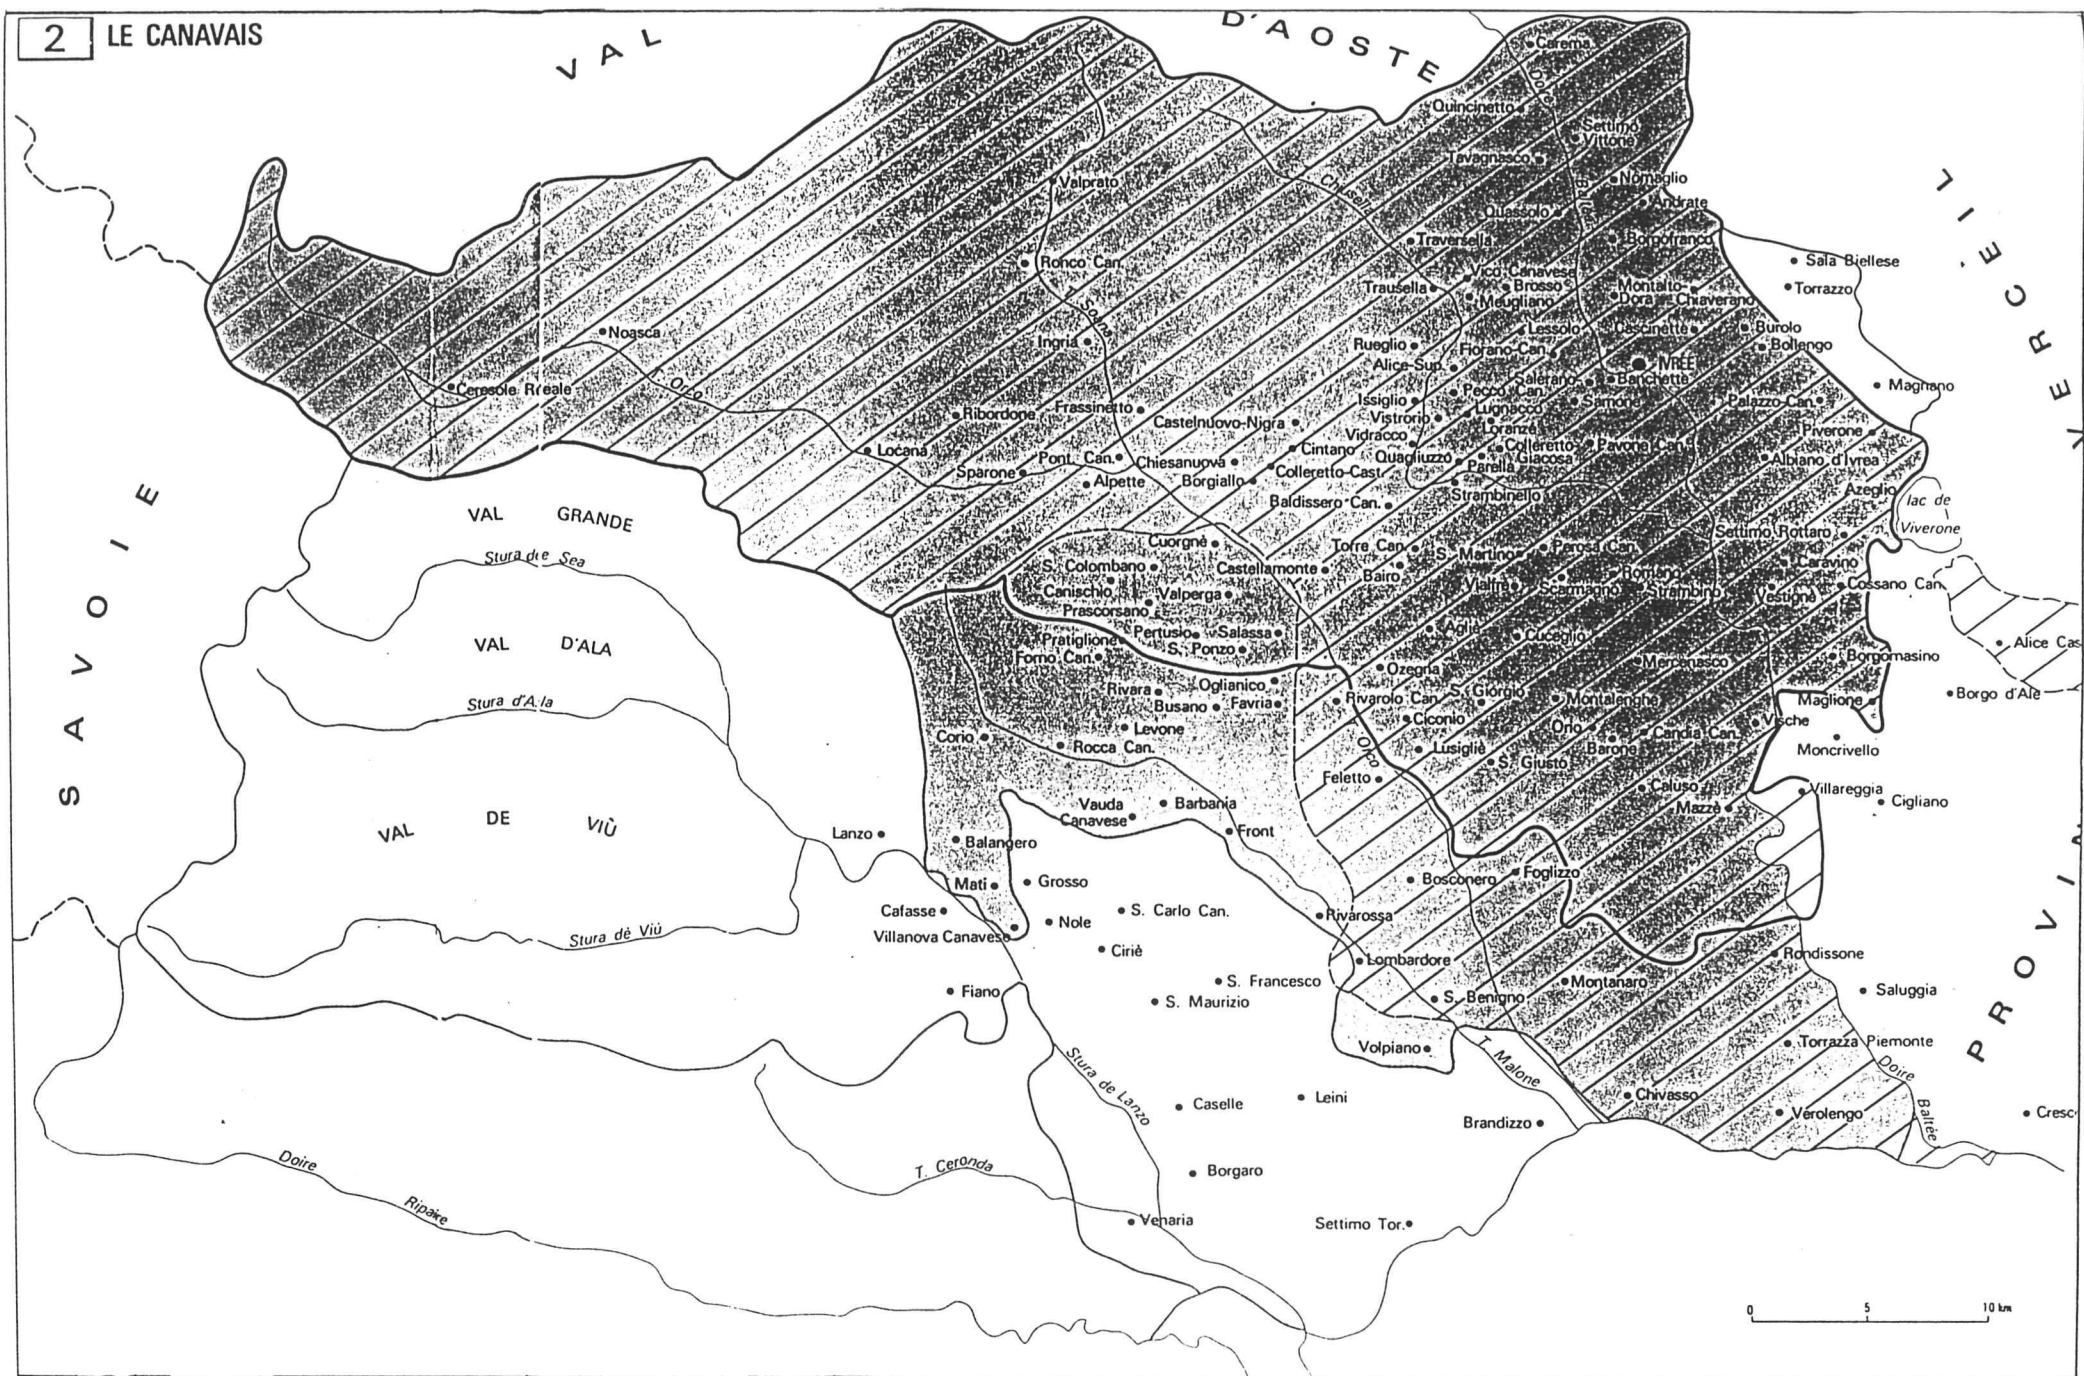 2 LE CANAVAIS
VAL D'AOSTE
SAVOIE
PROVIN
VERCEIL
Carema
Doire
Quincinetto
Settimo
Vittone
Tavagnasco
Baltée
Nomaglio
Andrate
Quassolo
Chiusella
Valprato
Traversella
Borgofranco
Ronco Can.
Sala Biellese
Torrazzo
Vico Canavese
Brosso
Trausella
Meugliano
Montalto
Dora
Chiaverano
T. Soana
Noasca
Ingria
Lessolo
Cascinette
Burolo
Bollengo
Rueglio
Fiorano Can.
IVREE
Alice Sup.
Salerano
Banchette
Magnano
Ceresole Reale
T. Orco
Pecco Can.
Issiglio
Samone
Palazzo Can.
Ribordone
Frassinetto
Lugnacco
Vistrorio
Castelnuovo-Nigra
Loranzè
Piverone
Vidracco
Locana
Cintano
Colleretto
Giacosa
Pavone Can.
Pont. Can.
Chiesanuova
Quagliuzzo
Parella
Albiano d'Ivrea
Sparone
Colleretto-Cast.
Alpette
Borgiallo
Strambinello
Azeglio
Baldissero Can.
lac de
Viverone
VAL GRANDE
Settimo Rottaro
Cuorgnè
Torre Can.
S. Martino
Perosa Can.
Stura de Sea
S. Colombano
Castellamonte
Bairo
Romano
Caravino
Canischio
Valperga
Vialfrè
Scarmagno
Strambino
Vestignè
Cossano Can.
Prascorsano
Pertusio
Salassa
Agliè
Cuceglio
VAL D'ALA
Pratiglione
S. Ponzo
Forno Can.
Ozegna
Mercenasco
Borgomasino
Alice Cas
Rivara
Oglianico
Rivarolo Can.
S. Giorgio
Montalenghe
Maglione
Borgo d'Ale
Busano
Favria
Stura d'Ala
Ciconio
Vische
Levone
Orio
Candia Can.
Corio
Rocca Can.
Lusigliè
Barone
Moncrivello
T. Orco
S. Giusto
Feletto
Caluso
Villareggia
Vauda
Canavese
Barbania
Mazzè
Cigliano
VAL DE VIÙ
Lanzo
Front
Balangero
Mati
Grosso
Bosconero
Foglizzo
Cafasse
S. Carlo Can.
Rivarossa
Nole
Stura de Viù
Villanova Canavese
Ciriè
Lombardore
Rondissone
Fiano
S. Francesco
Montanaro
S. Maurizio
S. Benigno
Saluggia
Volpiano
T. Malone
Torrazza Piemonte
Doire
Baltée
Stura de Lanzo
Caselle
Leini
Chivasso
Verolengo
Brandizzo
Cresc
Doire
Ripaire
T. Ceronda
Borgaro
Venaria
Settimo Tor.
0 5 10 km